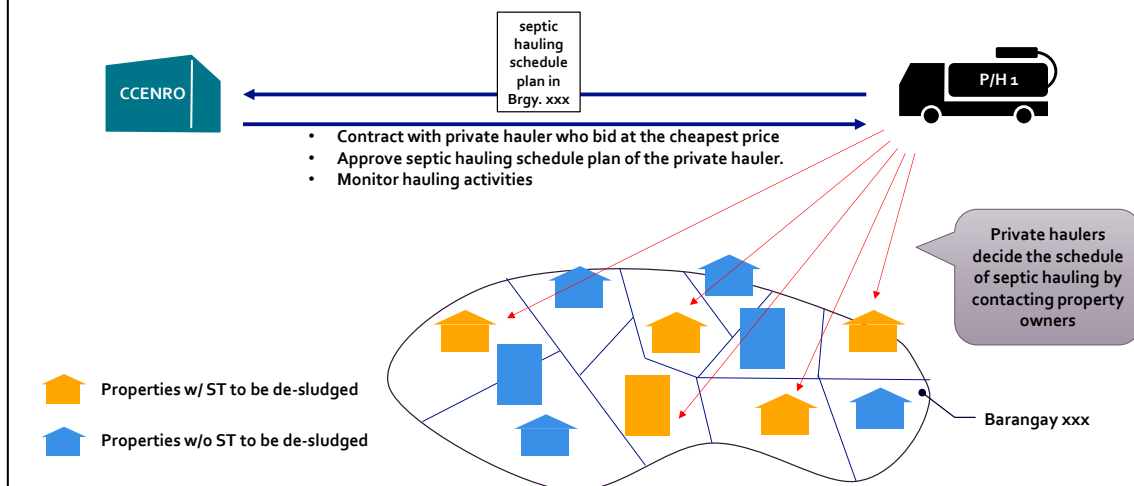 septic
hauling
schedule
plan in
Brgy. xxx
CCENRO
P/H 1
• Contract with private hauler who bid at the cheapest price
• Approve septic hauling schedule plan of the private hauler.
• Monitor hauling activities
Private haulers
decide the schedule
of septic hauling by
contacting property
owners
Properties w/ ST to be de-sludged
Properties w/o ST to be de-sludged
Barangay xxx